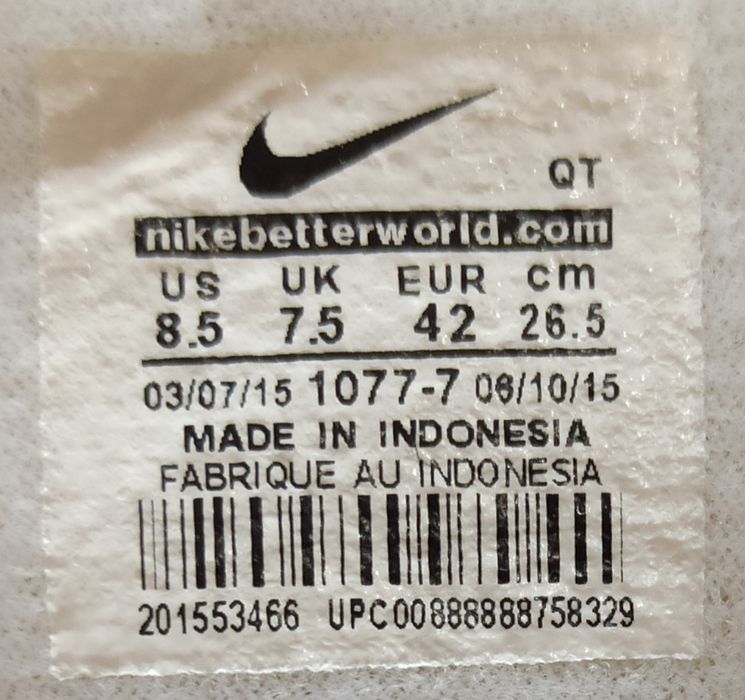 QT
nikebetterworld.com
US UK EUR cm
8.5 7.5 42 26.5
03/07/15 1077-7 06/10/15
MADE IN INDONESIA
FABRIQUE AU INDONESIA
201553466 UPC00888888758329